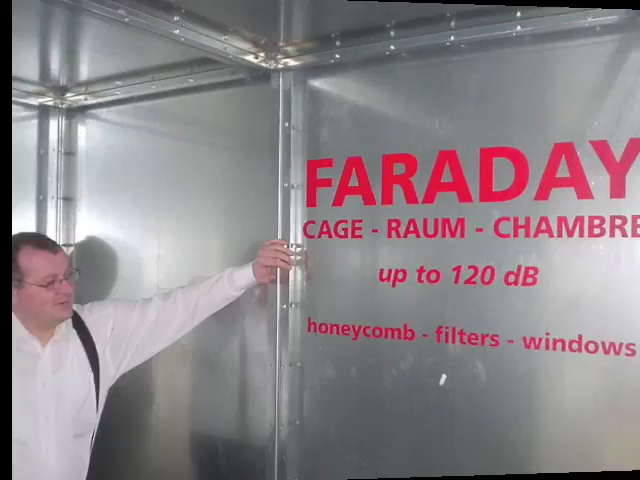 FARADAY
CAGE - RAUM - CHAMBRE
up to 120 dB
honeycomb - filters - windows